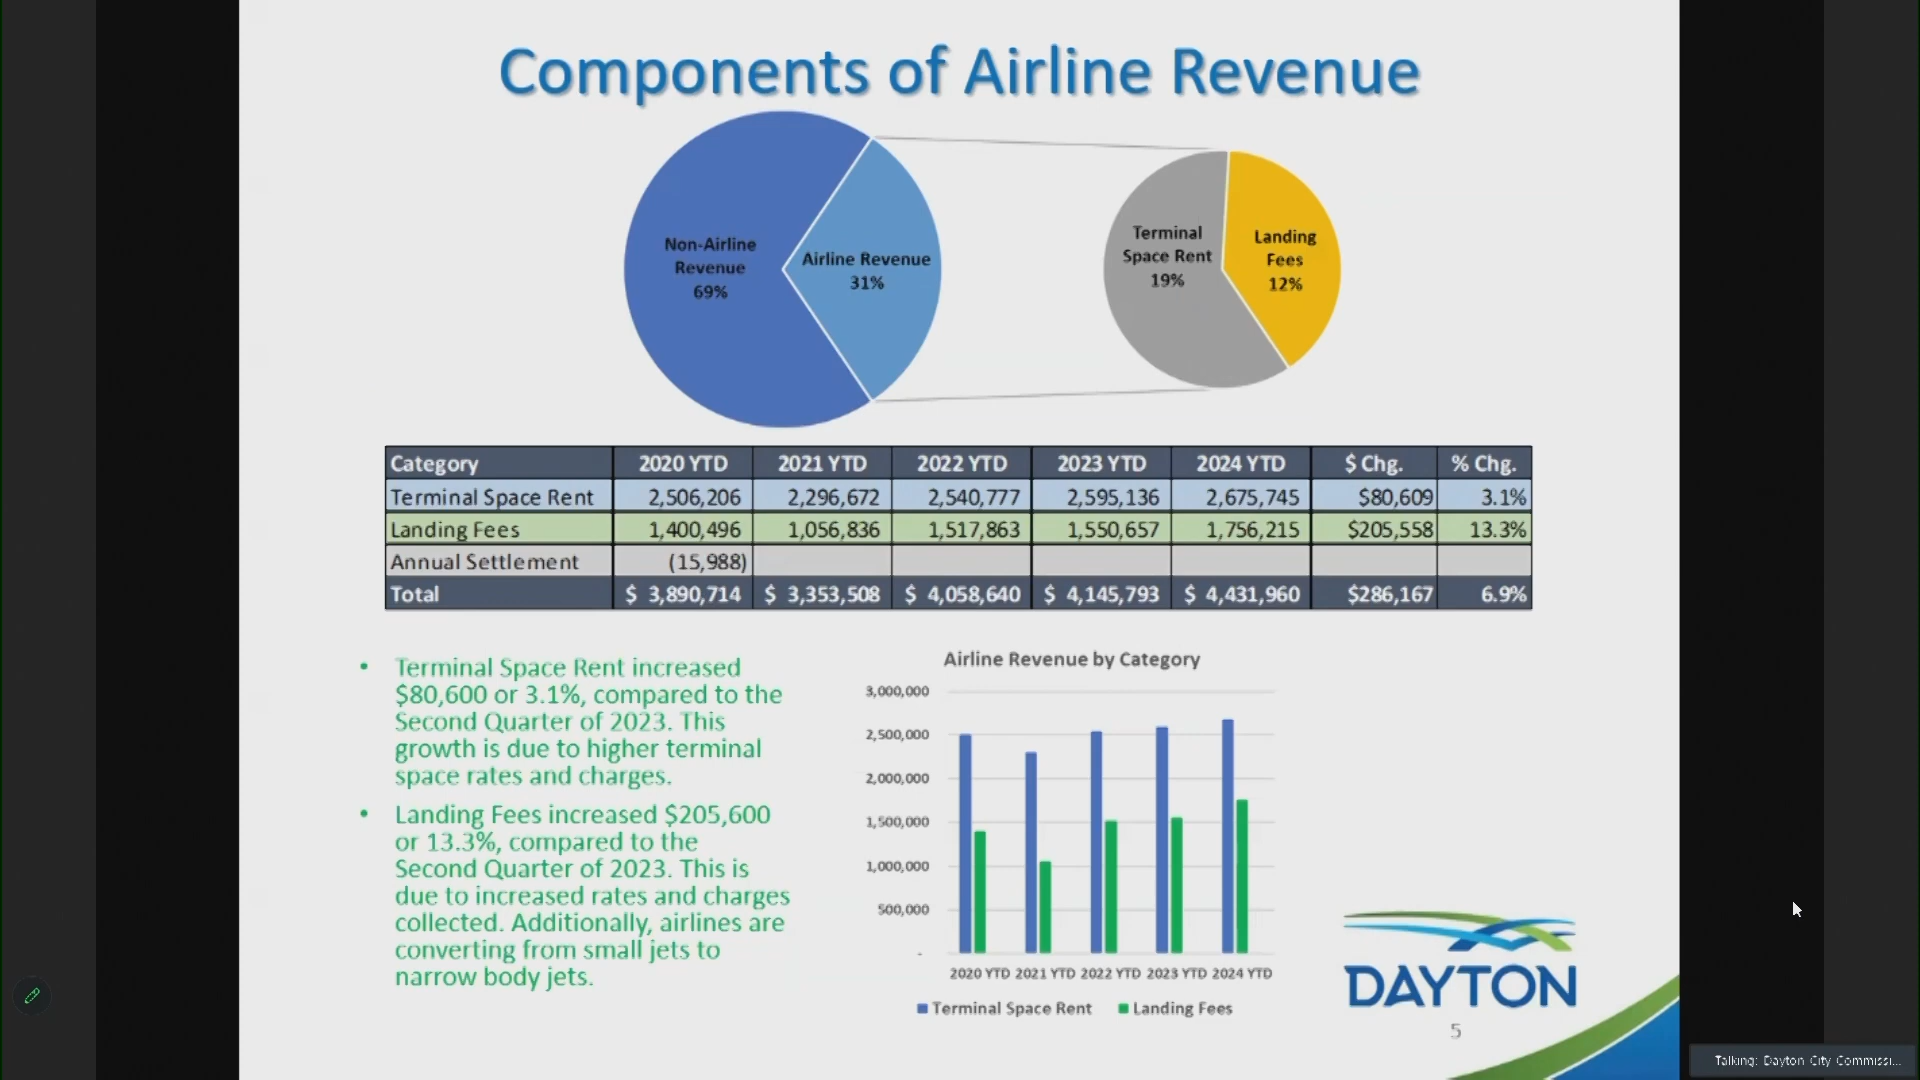 Components of Airline Revenue
Non-Airline
Revenue
69%
Airline Revenue
31%
Terminal
Space Rent
19%
Landing
Fees
12%
Category 2020 YTD 2021 YTD 2022 YTD 2023 YTD 2024 YTD $ Chg. % Chg.
Terminal Space Rent 2,506,206 2,296,672 2,540,777 2,595,136 2,675,745 $80,609 3.1%
Landing Fees 1,400,496 1,056,836 1,517,863 1,550,657 1,756,215 $205,558 13.3%
Annual Settlement (15,988)
Total $ 3,890,714 $ 3,353,508 $ 4,058,640 $ 4,145,793 $ 4,431,960 $286,167 6.9%
• Terminal Space Rent increased
$80,600 or 3.1%, compared to the
Second Quarter of 2023. This
growth is due to higher terminal
space rates and charges.
• Landing Fees increased $205,600
or 13.3%, compared to the
Second Quarter of 2023. This is
due to increased rates and charges
collected. Additionally, airlines are
converting from small jets to
narrow body jets.
Airline Revenue by Category
3,000,000
2,500,000
2,000,000
1,500,000
1,000,000
500,000
-
2020 YTD 2021 YTD 2022 YTD 2023 YTD 2024 YTD
Terminal Space Rent Landing Fees
DAYTON
5
Talking: Dayton City Commissi...